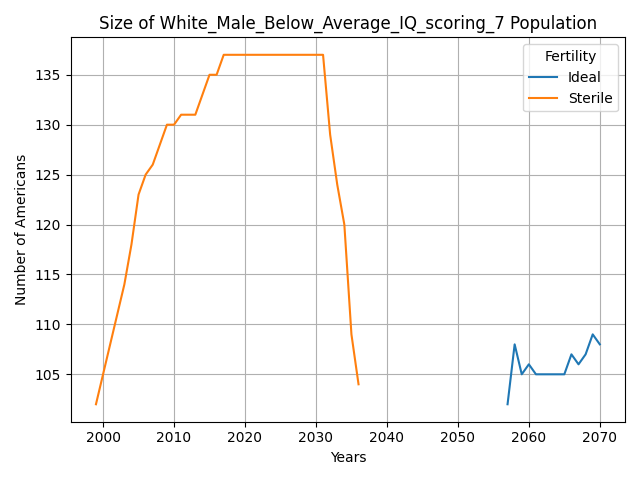 Size of White_Male_Below_Average_IQ_scoring_7 Population
Fertility
Ideal
Sterile
Number of Americans
135
130
125
120
115
110
105
2000 2010 2020 2030 2040 2050 2060 2070
Years